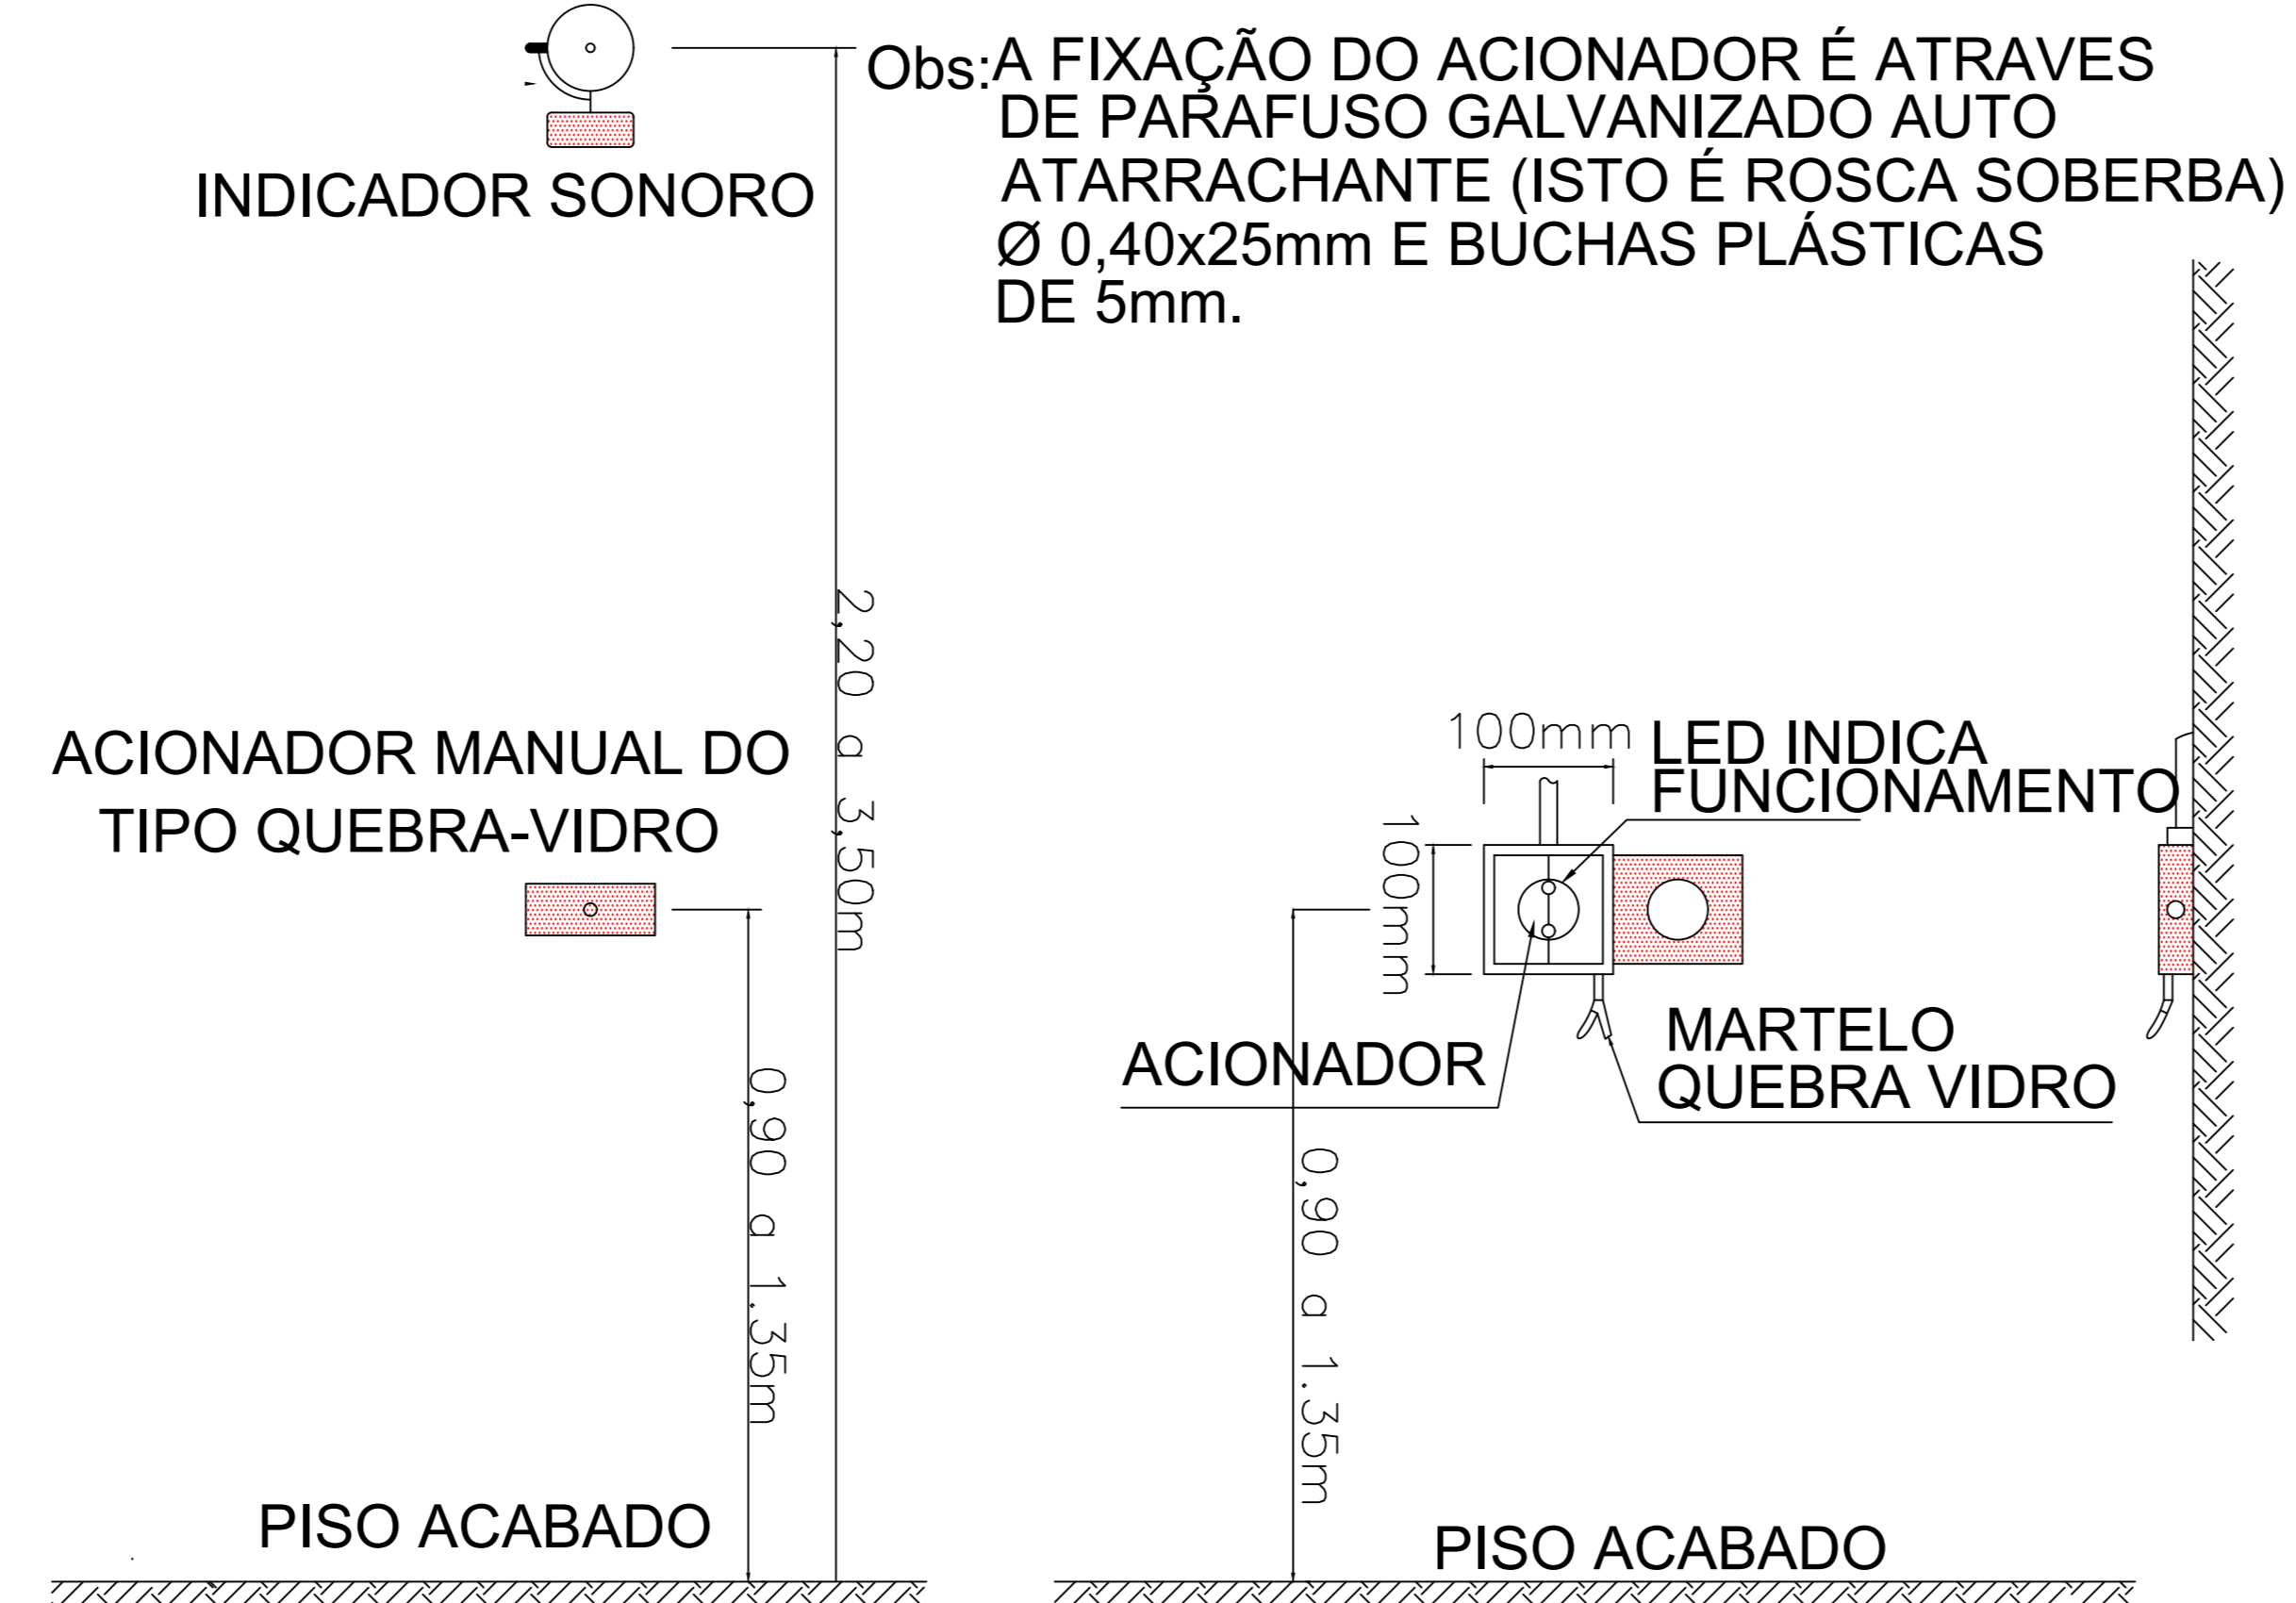 Obs: A FIXAÇÃO DO ACIONADOR É ATRAVES
DE PARAFUSO GALVANIZADO AUTO
ATARRACHANTE (ISTO É ROSCA SOBERBA)
Ø 0,40x25mm E BUCHAS PLÁSTICAS
DE 5mm.
INDICADOR SONORO
2,20 a 3,50m
ACIONADOR MANUAL DO
TIPO QUEBRA-VIDRO
0,90 a 1.35m
PISO ACABADO
100mm
LED INDICA
FUNCIONAMENTO
100mm
ACIONADOR
MARTELO
QUEBRA VIDRO
0,90 a 1.35m
PISO ACABADO